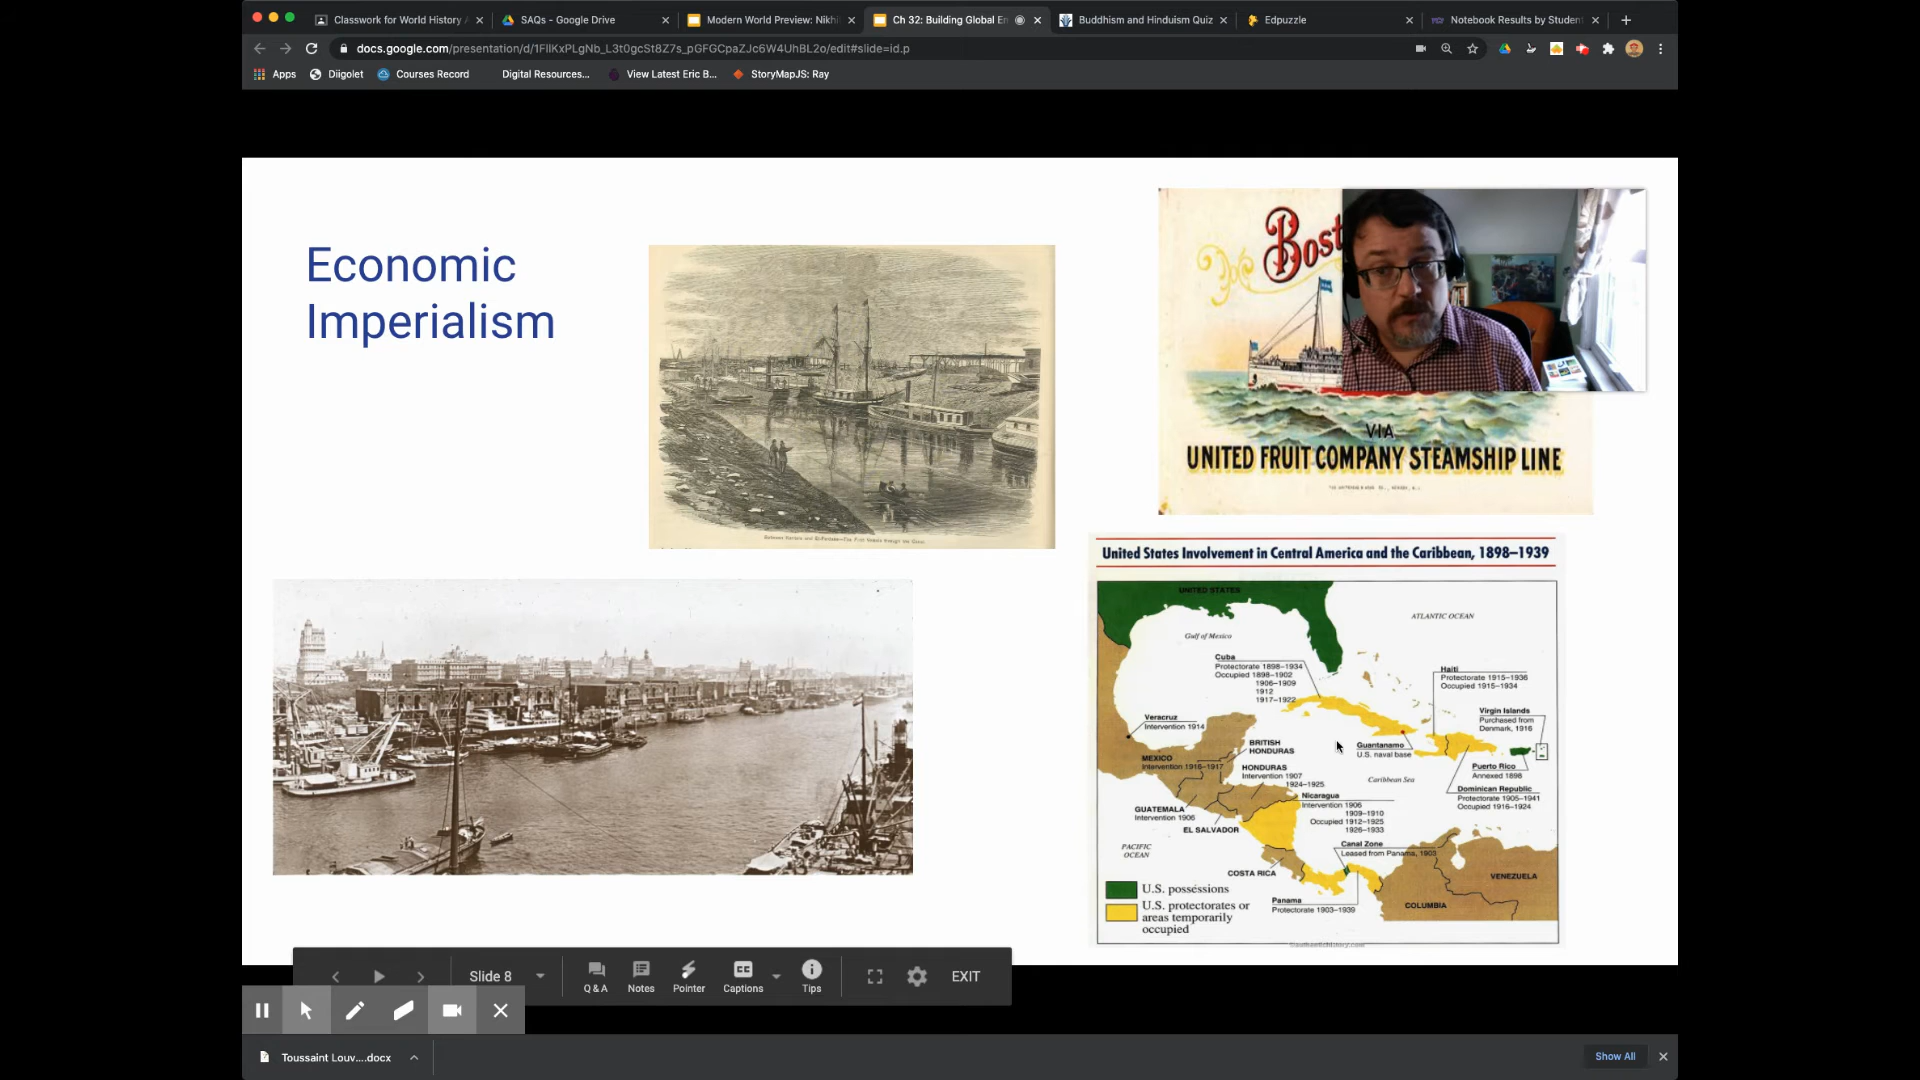 Classwork for World History
SAQs - Google Drive
Modern World Preview: Nikhi
Ch 32: Building Global
Buddhism and Hinduism Quiz
Edpuzzle
Notebook Results by Student
docs.google.com/presentation/d/1FIlKxPLgNb_L3t0gcSt8Z7s_pGFGCpaZJc6W4UhBL2o/edit#slide=id.p
Apps
Diigolet
Courses Record
Digital Resources...
View Latest Eric B...
StoryMapJS: Ray
Economic
Imperialism
Bost
VIA
UNITED FRUIT COMPANY STEAMSHIP LINE
United States Involvement in Central America and the Caribbean, 1898–1939
UNITED STATES
ATLANTIC OCEAN
Gulf of Mexico
Cuba
Protectorate 1898–1934
Occupied 1898–1902
1906–1909
1912
1917–1922
Haiti
Protectorate 1915–1936
Occupied 1915–1934
Virgin Islands
Purchased from
Denmark, 1916
Veracruz
Intervention 1914
Guantanamo
U.S. naval base
BRITISH
HONDURAS
MEXICO
Intervention 1916–1917
HONDURAS
Intervention 1907
1924–1925
Caribbean Sea
Puerto Rico
Annexed 1898
Dominican Republic
Protectorate 1905–1941
Occupied 1916–1924
Nicaragua
Intervention 1906
1909–1910
Occupied 1912–1925
1926–1933
GUATEMALA
Intervention 1906
EL SALVADOR
PACIFIC
OCEAN
Canal Zone
Leased from Panama, 1903
COSTA RICA
VENEZUELA
Panama
Protectorate 1903–1939
COLUMBIA
U.S. possessions
U.S. protectorates or
areas temporarily
occupied
Slide 8
Q & A
Notes
Pointer
Captions
Tips
EXIT
Toussaint Louv....docx
Show All